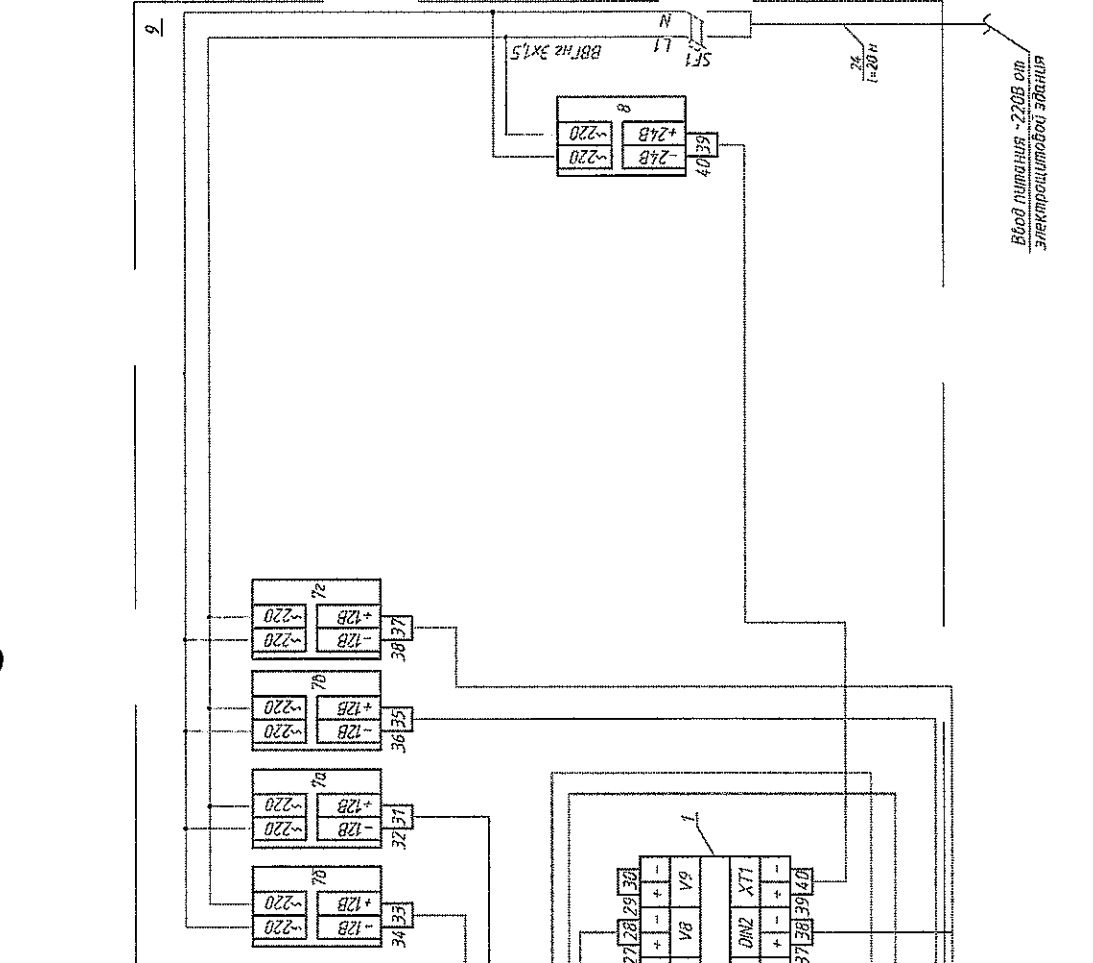 9
N
L1
SF1
ВВГнг 3х1,5
24
l=20 м
Ввод питания ~220В от
электрощитовой здания
8
~220
+24В
39
~220
-24В
40
7г
~220
+12В
37
~220
-12В
38
7в
~220
+12В
35
~220
-12В
36
7а
~220
+12В
31
~220
-12В
32
7б
~220
+12В
33
~220
-12В
34
1
30
-
V9
XT1
-
40
29
+
+
39
28
-
V8
DIN2
-
38
27
+
+
37